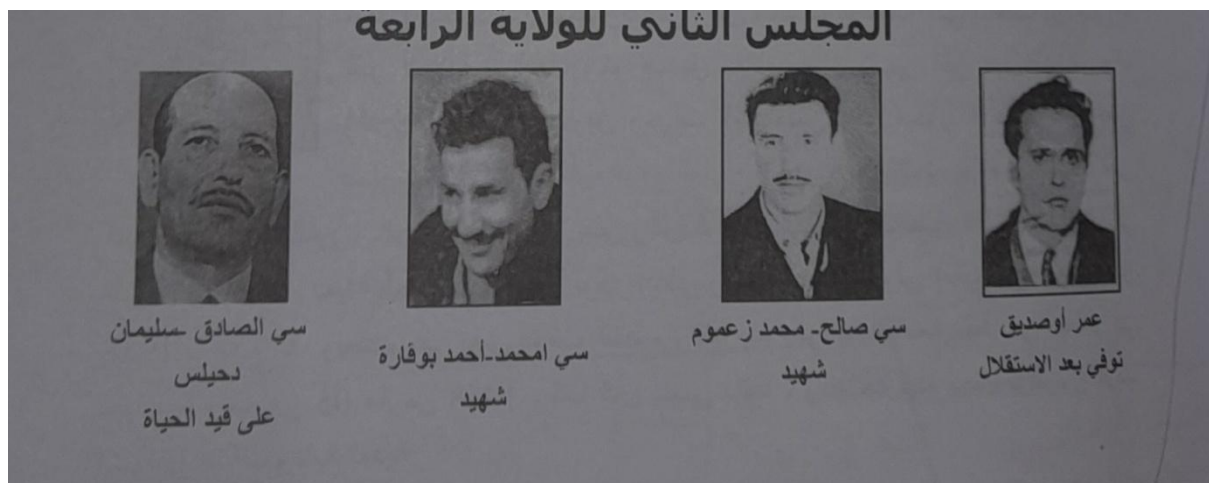 المجلس الثاني للولاية الرابعة
عمر أوصديق
توفي بعد الاستقلال
سي صالح- محمد زعموم
شهيد
سي امحمد-أحمد بوقارة
شهيد
سي الصادق -سليمان
دحيلس
على قيد الحياة